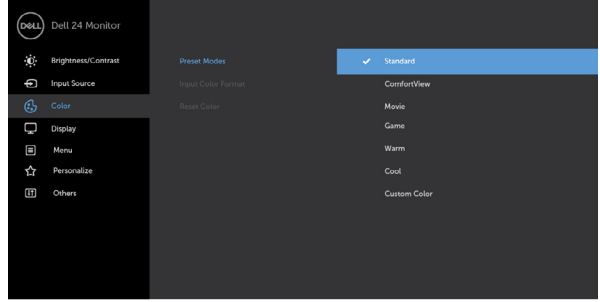 DELL
Dell 24 Monitor
Brightness/Contrast
Input Source
Color
Display
Menu
Personalize
Others
Preset Modes
Input Color Format
Reset Color
Standard
ComfortView
Movie
Game
Warm
Cool
Custom Color